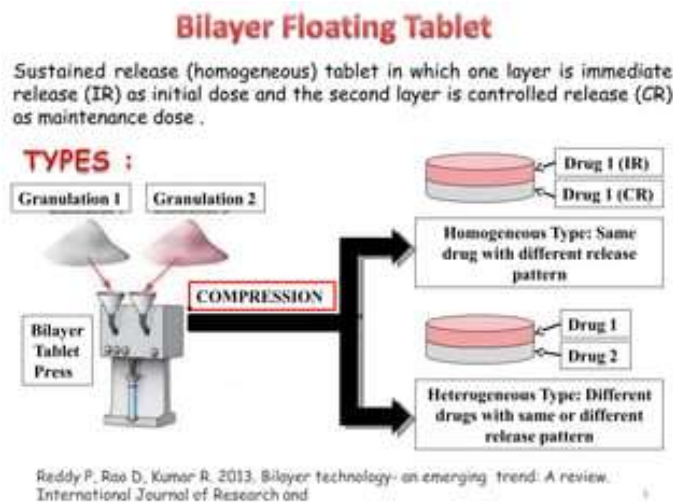 Bilayer Floating Tablet
Sustained release (homogeneous) tablet in which one layer is immediate
release (IR) as initial dose and the second layer is controlled release (CR)
as maintenance dose .
TYPES :
Granulation 1
Granulation 2
Bilayer
Tablet
Press
COMPRESSION
Drug 1 (IR)
Drug 1 (CR)
Homogeneous Type: Same
drug with different release
pattern
Drug 1
Drug 2
Heterogeneous Type: Different
drugs with same or different
release pattern
Reddy P, Rao D, Kumar R. 2013. Bilayer technology- an emerging trend: A review.
International Journal of Research and